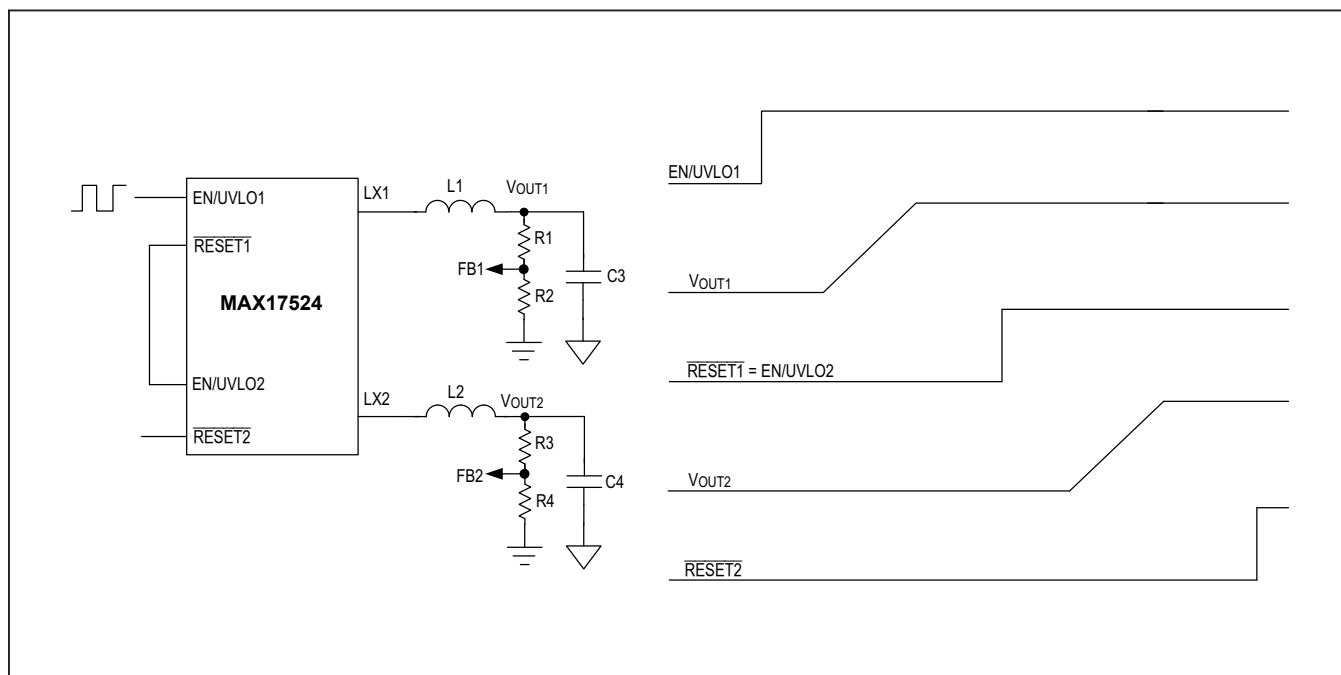 EN/UVLO1
RESET1
MAX17524
EN/UVLO2
RESET2
LX1
L1
VOUT1
R1
FB1
R2
C3
LX2
L2
VOUT2
R3
FB2
R4
C4
EN/UVLO1
VOUT1
RESET1 = EN/UVLO2
VOUT2
RESET2